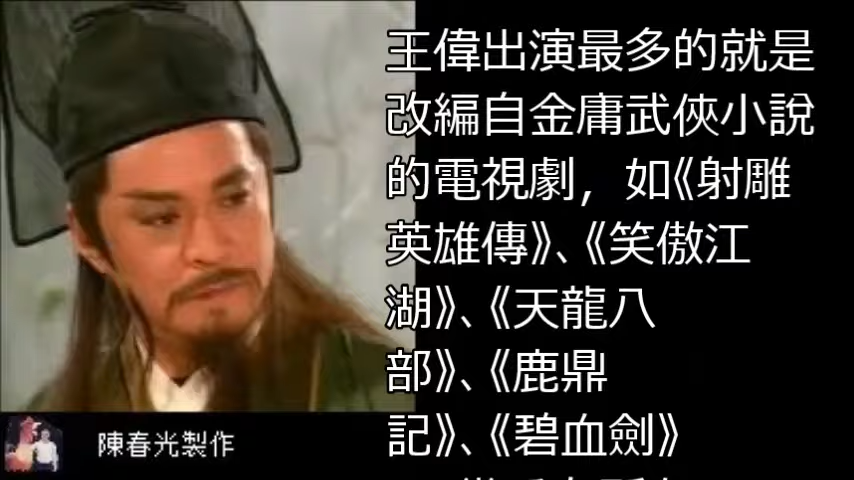 王偉出演最多的就是
改編自金庸武俠小說
的電視劇，如《射雕
英雄傳》、《笑傲江
湖》、《天龍八
部》、《鹿鼎
記》、《碧血劍》
陳春光製作